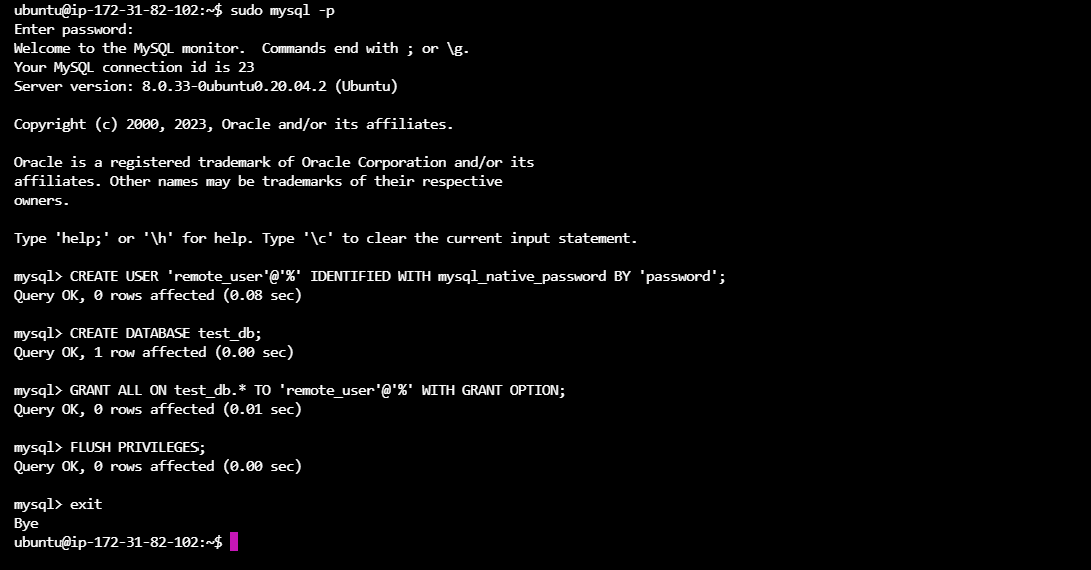 ubuntu@ip-172-31-82-102:~$ sudo mysql -p
Enter password:
Welcome to the MySQL monitor.  Commands end with ; or \g.
Your MySQL connection id is 23
Server version: 8.0.33-0ubuntu0.20.04.2 (Ubuntu)
Copyright (c) 2000, 2023, Oracle and/or its affiliates.
Oracle is a registered trademark of Oracle Corporation and/or its
affiliates. Other names may be trademarks of their respective
owners.
Type 'help;' or '\h' for help. Type '\c' to clear the current input statement.
mysql> CREATE USER 'remote_user'@'%' IDENTIFIED WITH mysql_native_password BY 'password';
Query OK, 0 rows affected (0.08 sec)
mysql> CREATE DATABASE test_db;
Query OK, 1 row affected (0.00 sec)
mysql> GRANT ALL ON test_db.* TO 'remote_user'@'%' WITH GRANT OPTION;
Query OK, 0 rows affected (0.01 sec)
mysql> FLUSH PRIVILEGES;
Query OK, 0 rows affected (0.00 sec)
mysql> exit
Bye
ubuntu@ip-172-31-82-102:~$